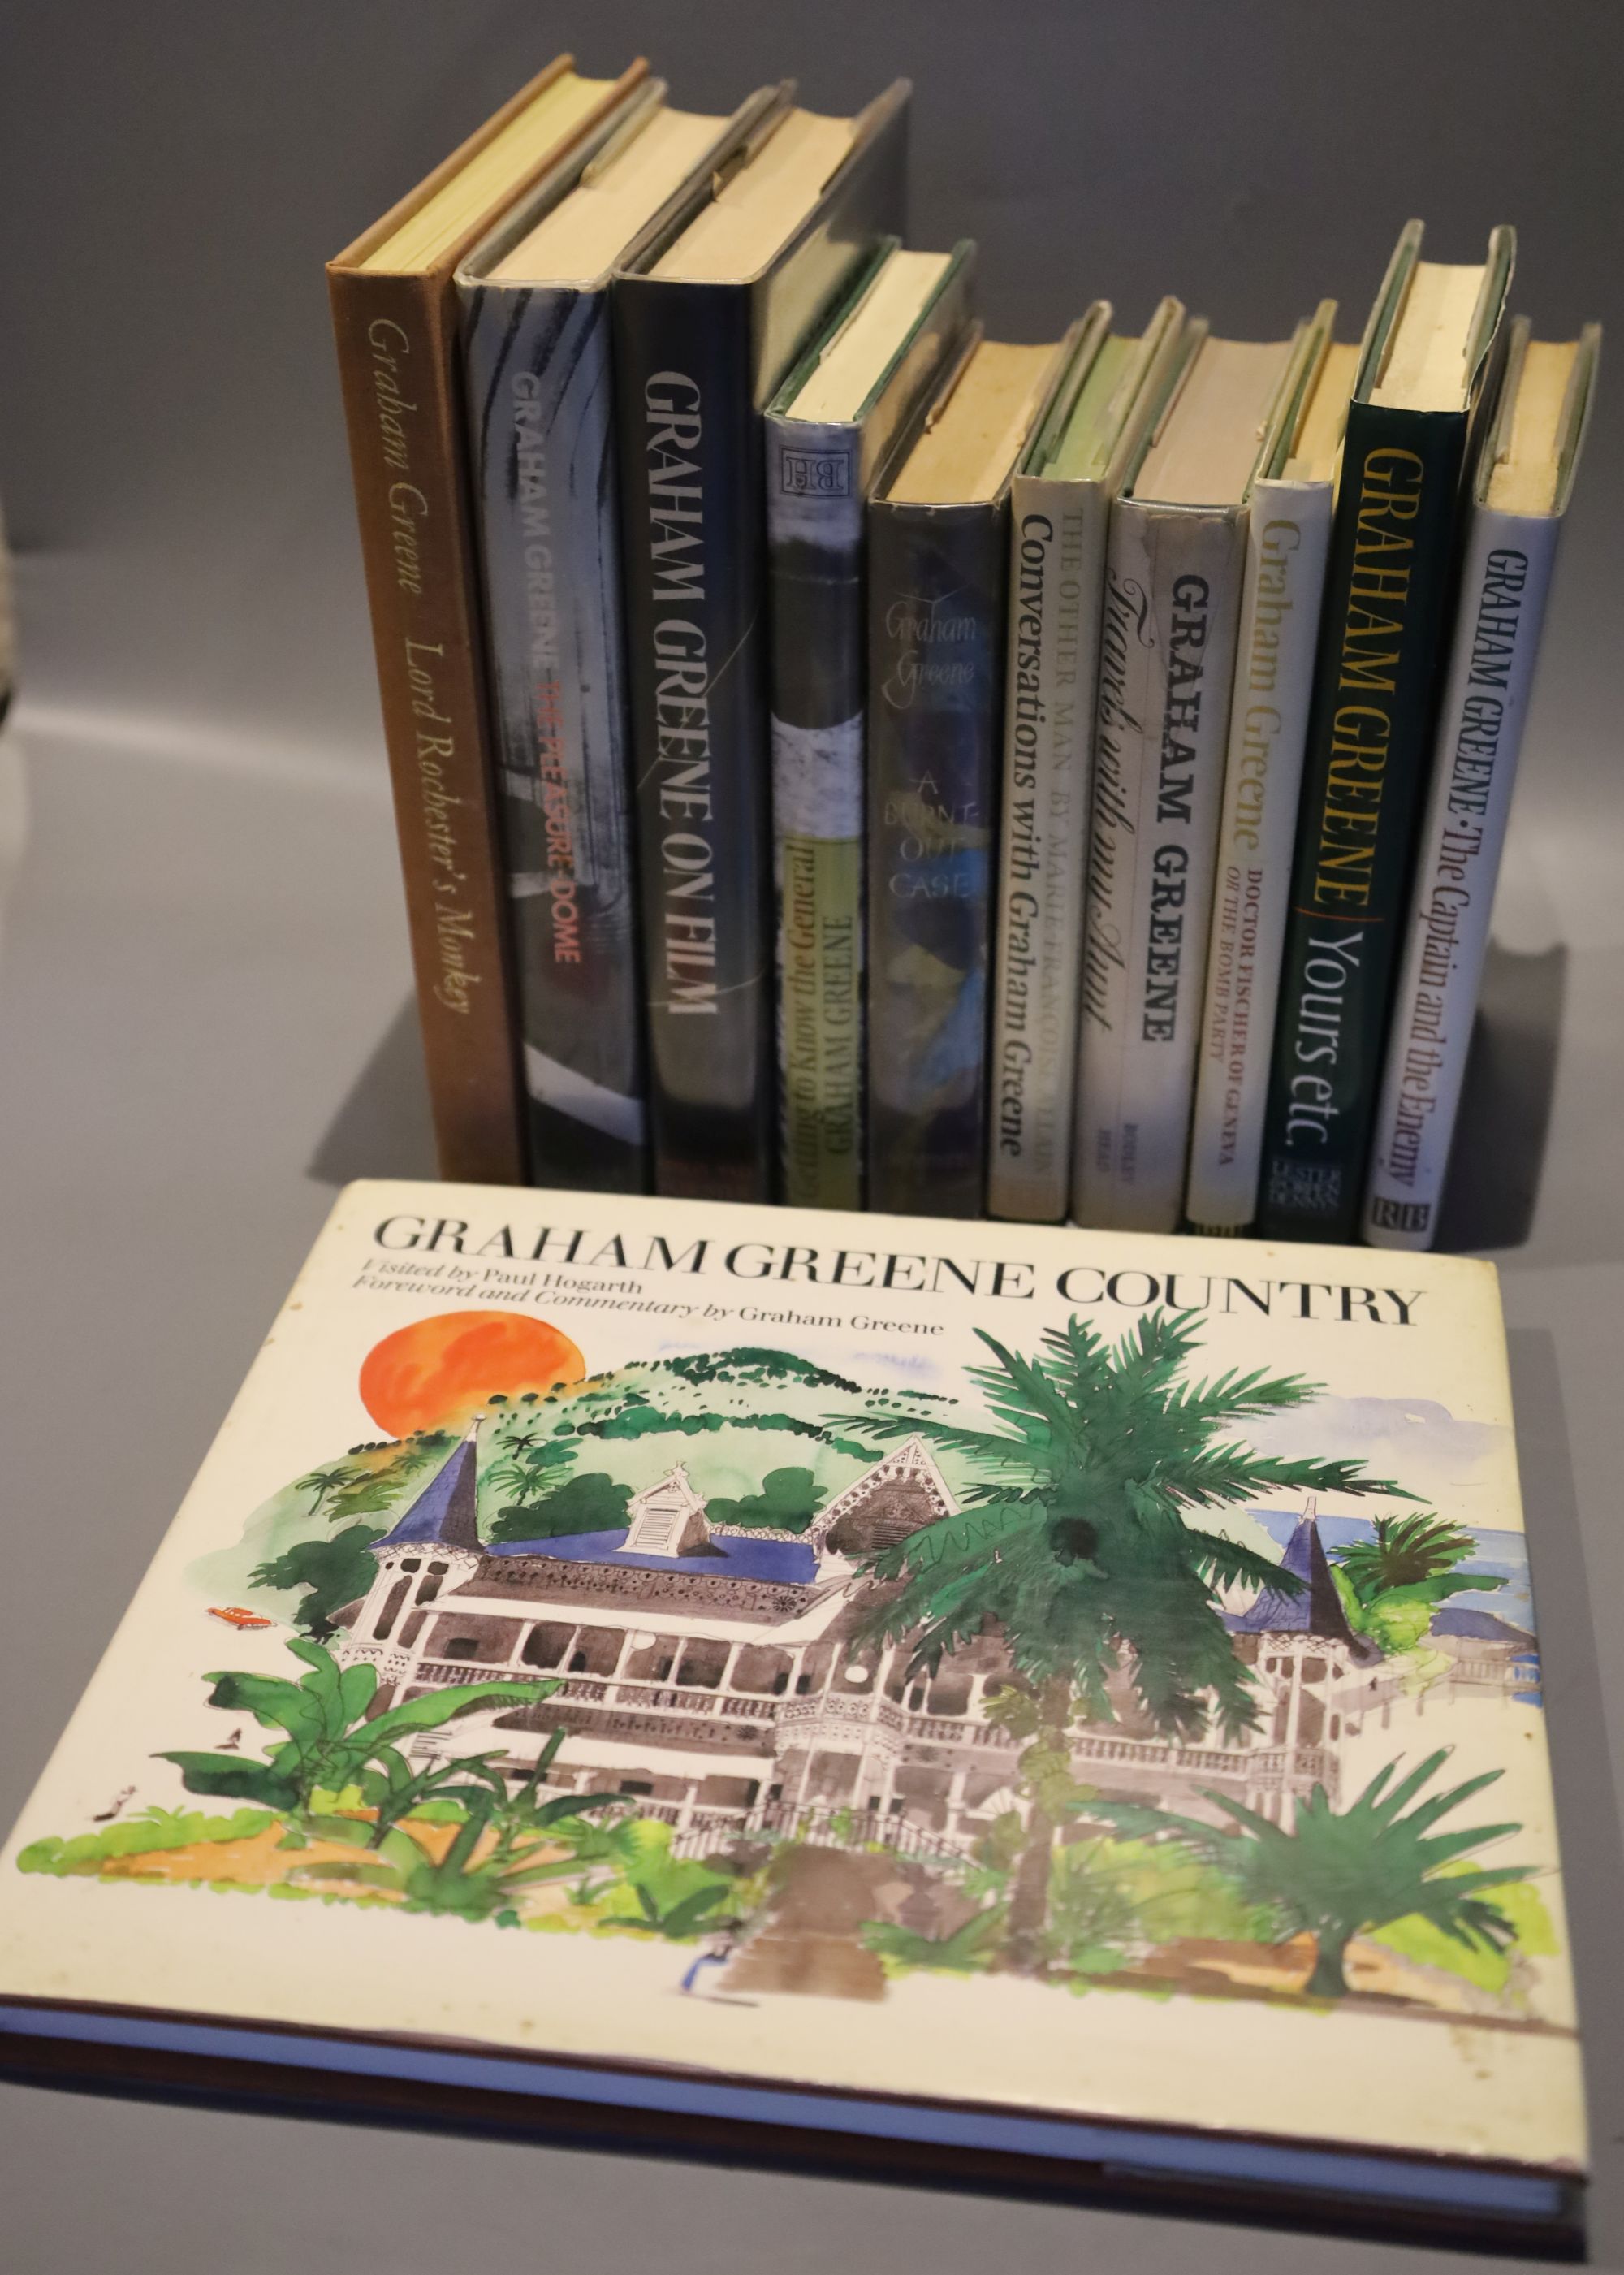 Graham Greene Lord Rochester's Monkey
GRAHAM GREENE THE PLEASURE-DOME
GRAHAM GREENE ON FILM
BH
Getting to Know the General
GRAHAM GREENE
Graham
Greene
A
BURNT-
OUT
CASE
THE OTHER MAN BY MARIE-FRANCOISE ALLAIN
Conversations with Graham Greene
GRAHAM GREENE
Travels with my Aunt
BODLEY
HEAD
Graham Greene DOCTOR FISCHER OF GENEVA
OR THE BOMB PARTY
GRAHAM GREENE Yours etc.
LESTER
GRAHAM GREENE · The Captain and the Enemy
RB
GRAHAM GREENE COUNTRY
Visited by Paul Hogarth
Foreword and Commentary by Graham Greene